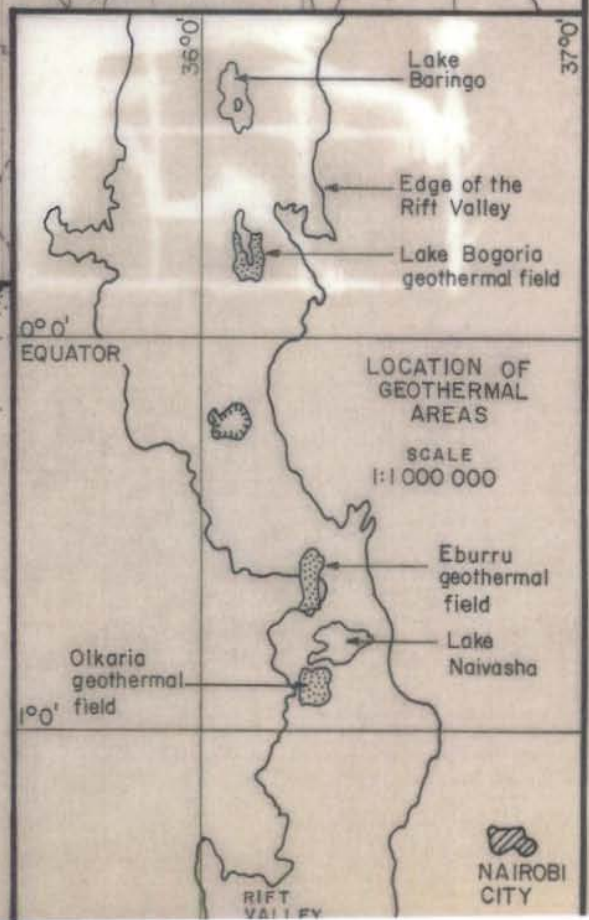 36°0'
37°0'
Lake
Baringo
Edge of the
Rift Valley
Lake Bogoria
geothermal field
0°0'
EQUATOR
LOCATION OF
GEOTHERMAL
AREAS
SCALE
1:1 000 000
Eburru
geothermal
field
Lake
Naivasha
Olkaria
geothermal
field
1°0'
NAIROBI
CITY
RIFT
VALLEY